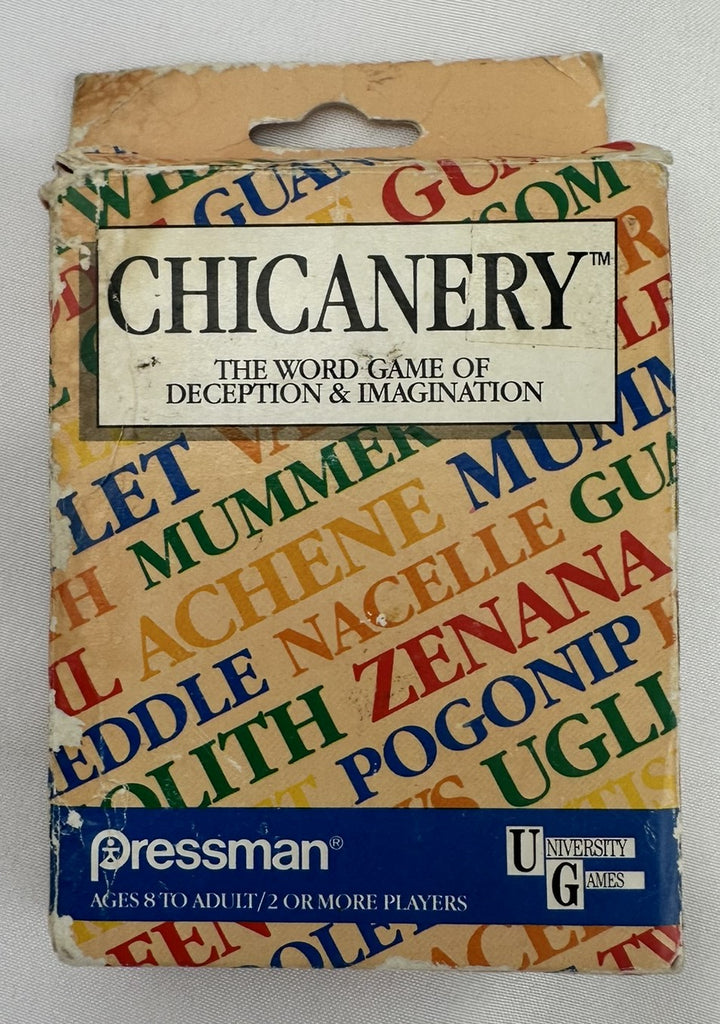 CHICANERY™
THE WORD GAME OF
DECEPTION & IMAGINATION
MUMMER
ACHENE
NACELLE
ZENANA
POGONIP
UGLI
pressman®
AGES 8 TO ADULT/2 OR MORE PLAYERS
UNIVERSITY
GAMES